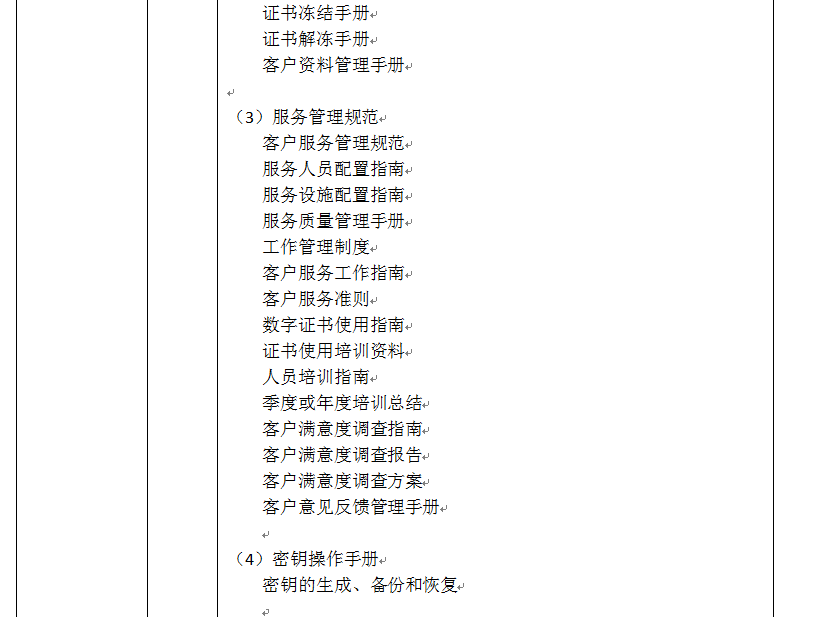 证书冻结手册
证书解冻手册
客户资料管理手册
（3）服务管理规范
客户服务管理规范
服务人员配置指南
服务设施配置指南
服务质量管理手册
工作管理制度
客户服务工作指南
客户服务准则
数字证书使用指南
证书使用培训资料
人员培训指南
季度或年度培训总结
客户满意度调查指南
客户满意度调查报告
客户满意度调查方案
客户意见反馈管理手册
（4）密钥操作手册
密钥的生成、备份和恢复